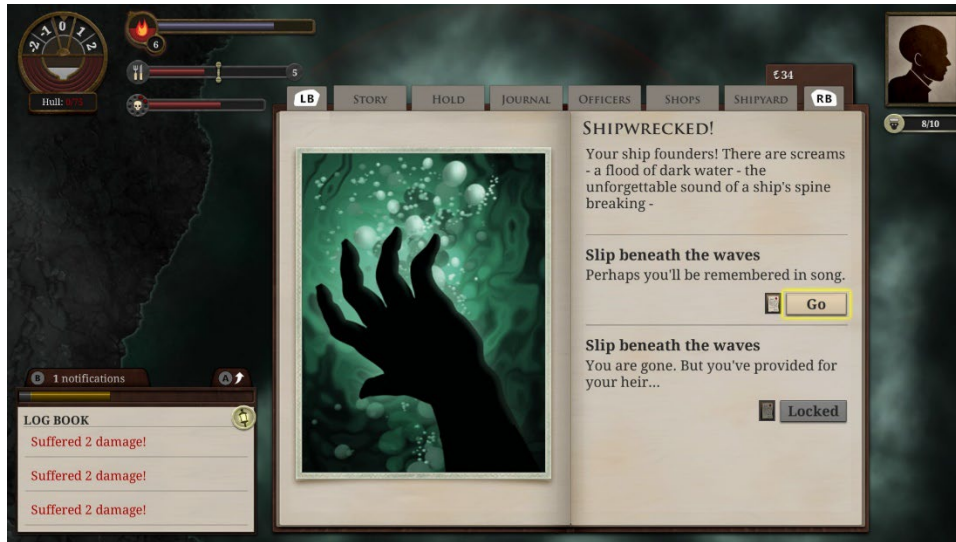 -2 -1 0 1 2
6
Hull: 0/75
5
€ 34
LB STORY HOLD JOURNAL OFFICERS SHOPS SHIPYARD RB
8/10
SHIPWRECKED!
Your ship founders! There are screams
- a flood of dark water - the
unforgettable sound of a ship's spine
breaking -
Slip beneath the waves
Perhaps you'll be remembered in song.
Go
Slip beneath the waves
You are gone. But you've provided for
your heir...
Locked
B 1 notifications A
LOG BOOK
Suffered 2 damage!
Suffered 2 damage!
Suffered 2 damage!